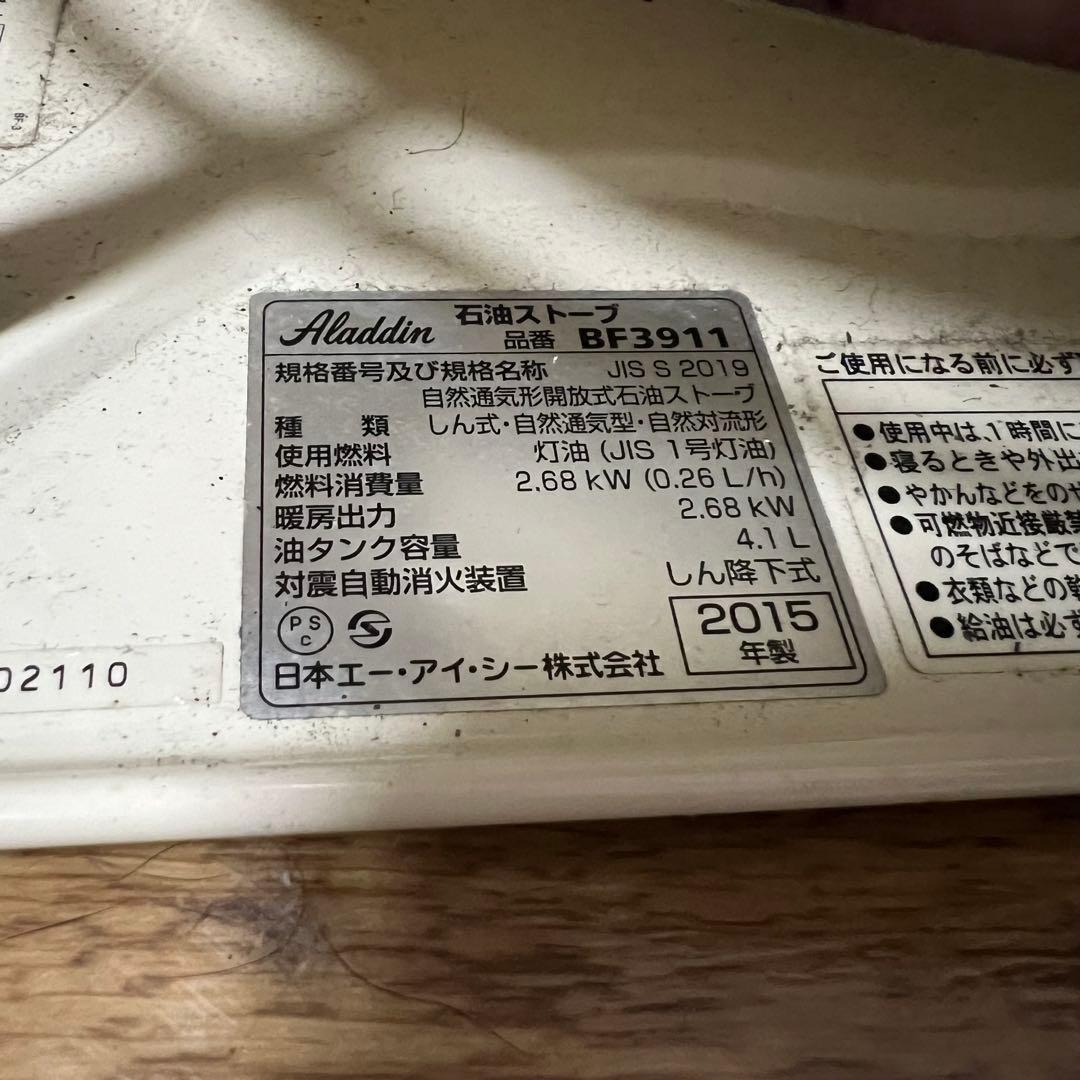 Aladdin 石油ストーブ
品番 BF3911
規格番号及び規格名称 JIS S 2019
自然通気形開放式石油ストーブ
種 類 しん式・自然通気型・自然対流形
使用燃料 灯油 (JIS 1号灯油)
燃料消費量 2.68 kW (0.26 L/h)
暖房出力 2.68 kW
油タンク容量 4.1 L
対震自動消火装置 しん降下式
PS C
2015
年製
日本エー・アイ・シー株式会社
02110
ご使用になる前に必ず
●使用中は、1時間に
●寝るときや外出
●やかんなどをのせ
●可燃物近接厳禁
のそばなどで
●衣類などの乾
●給油は必ず